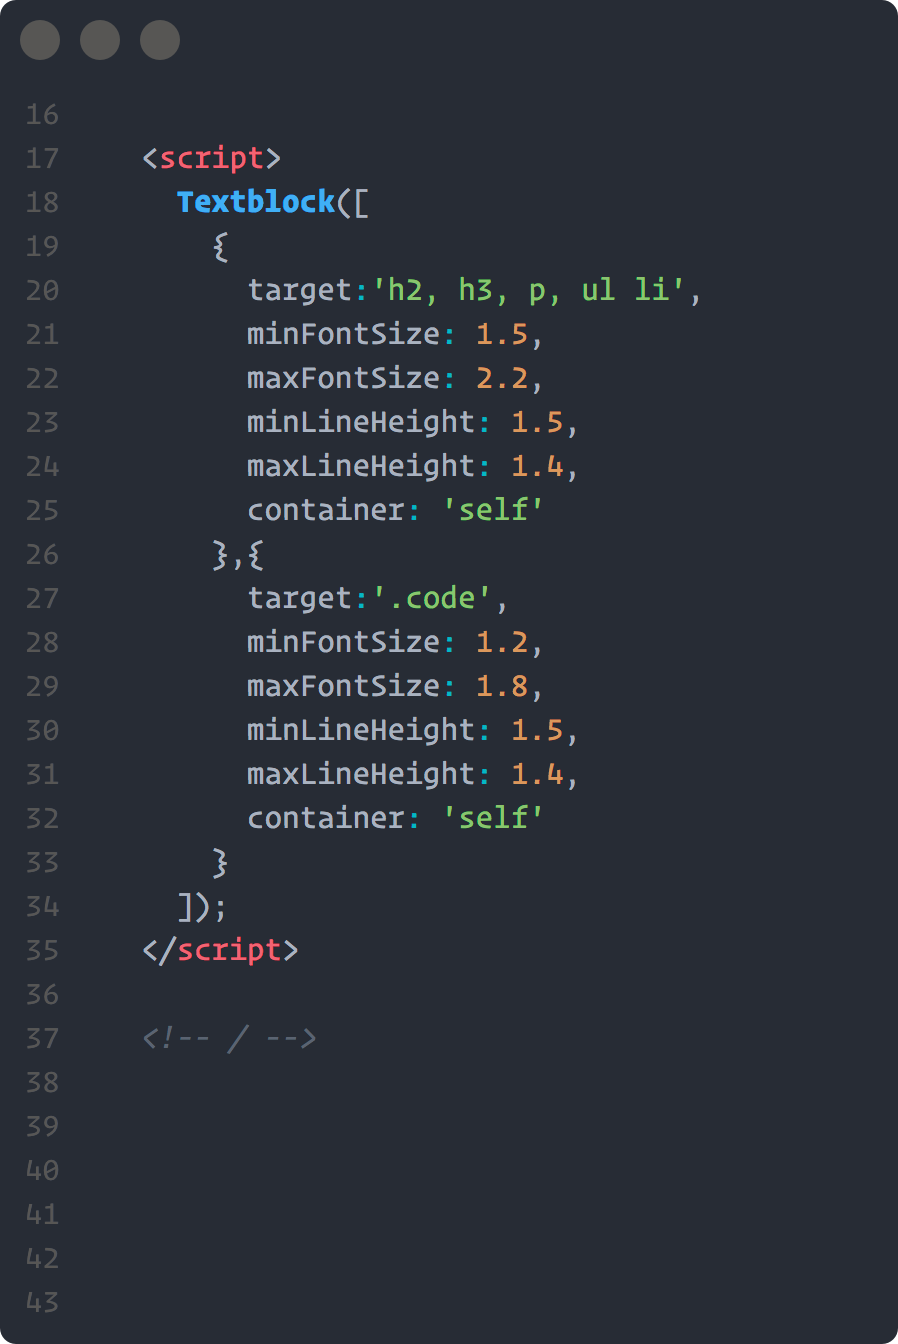 16
17 <script>
18 Textblock([
19 {
20 target:'h2, h3, p, ul li',
21 minFontSize: 1.5,
22 maxFontSize: 2.2,
23 minLineHeight: 1.5,
24 maxLineHeight: 1.4,
25 container: 'self'
26 },{
27 target:'.code',
28 minFontSize: 1.2,
29 maxFontSize: 1.8,
30 minLineHeight: 1.5,
31 maxLineHeight: 1.4,
32 container: 'self'
33 }
34 ]);
35 </script>
36
37 <!-- / -->
38
39
40
41
42
43